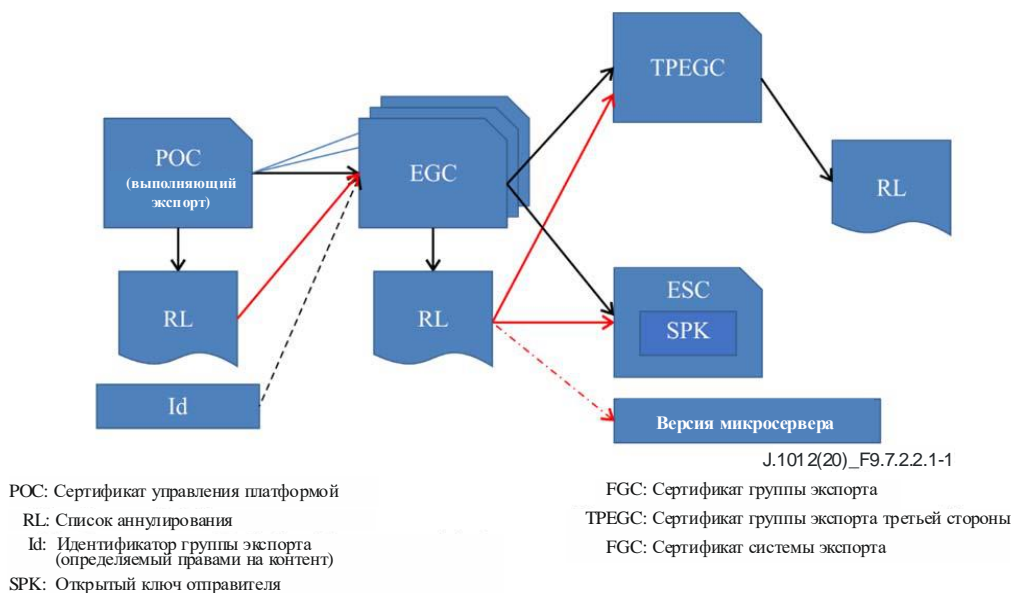 TPEGC
POC
(выполняющий
экспорт)
EGC
RL
RL
RL
ESC
SPK
Id
Версия микросервера
J.1012(20)_F9.7.2.2.1-1
POC: Сертификат управления платформой
RL: Список аннулирования
Id: Идентификатор группы экспорта
(определяемый правами на контент)
SPK: Открытый ключ отправителя
FGC: Сертификат группы экспорта
TPEGC: Сертификат группы экспорта третьей стороны
FGC: Сертификат системы экспорта